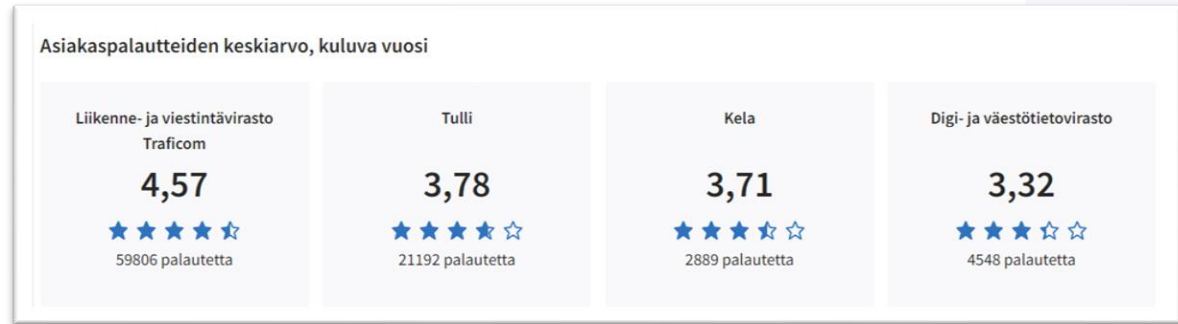 Asiakaspalautteiden keskiarvo, kuluva vuosi
Liikenne- ja viestintävirasto
Traficom
4,57
59806 palautetta
Tulli
3,78
21192 palautetta
Kela
3,71
2889 palautetta
Digi- ja väestötietovirasto
3,32
4548 palautetta